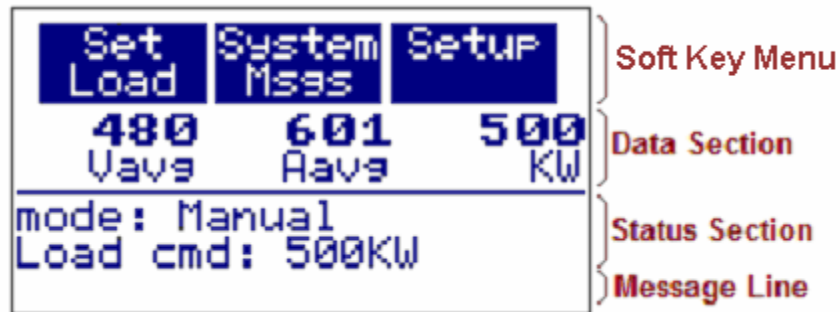 Set System Setup
Load Msgs
Soft Key Menu
480 601 500
Vavg Aavg KW
Data Section
mode: Manual
Load cmd: 500KW
Status Section
Message Line